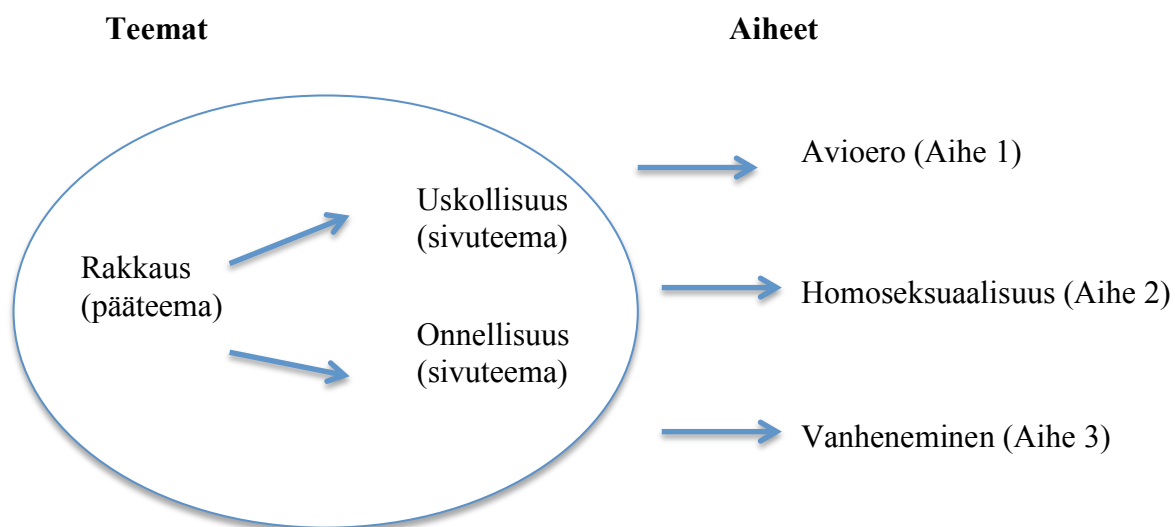 Teemat
Aiheet
Avioero (Aihe 1)
Uskollisuus
(sivuteema)
Rakkaus
(pääteema)
Homoseksuaalisuus (Aihe 2)
Onnellisuus
(sivuteema)
Vanheneminen (Aihe 3)